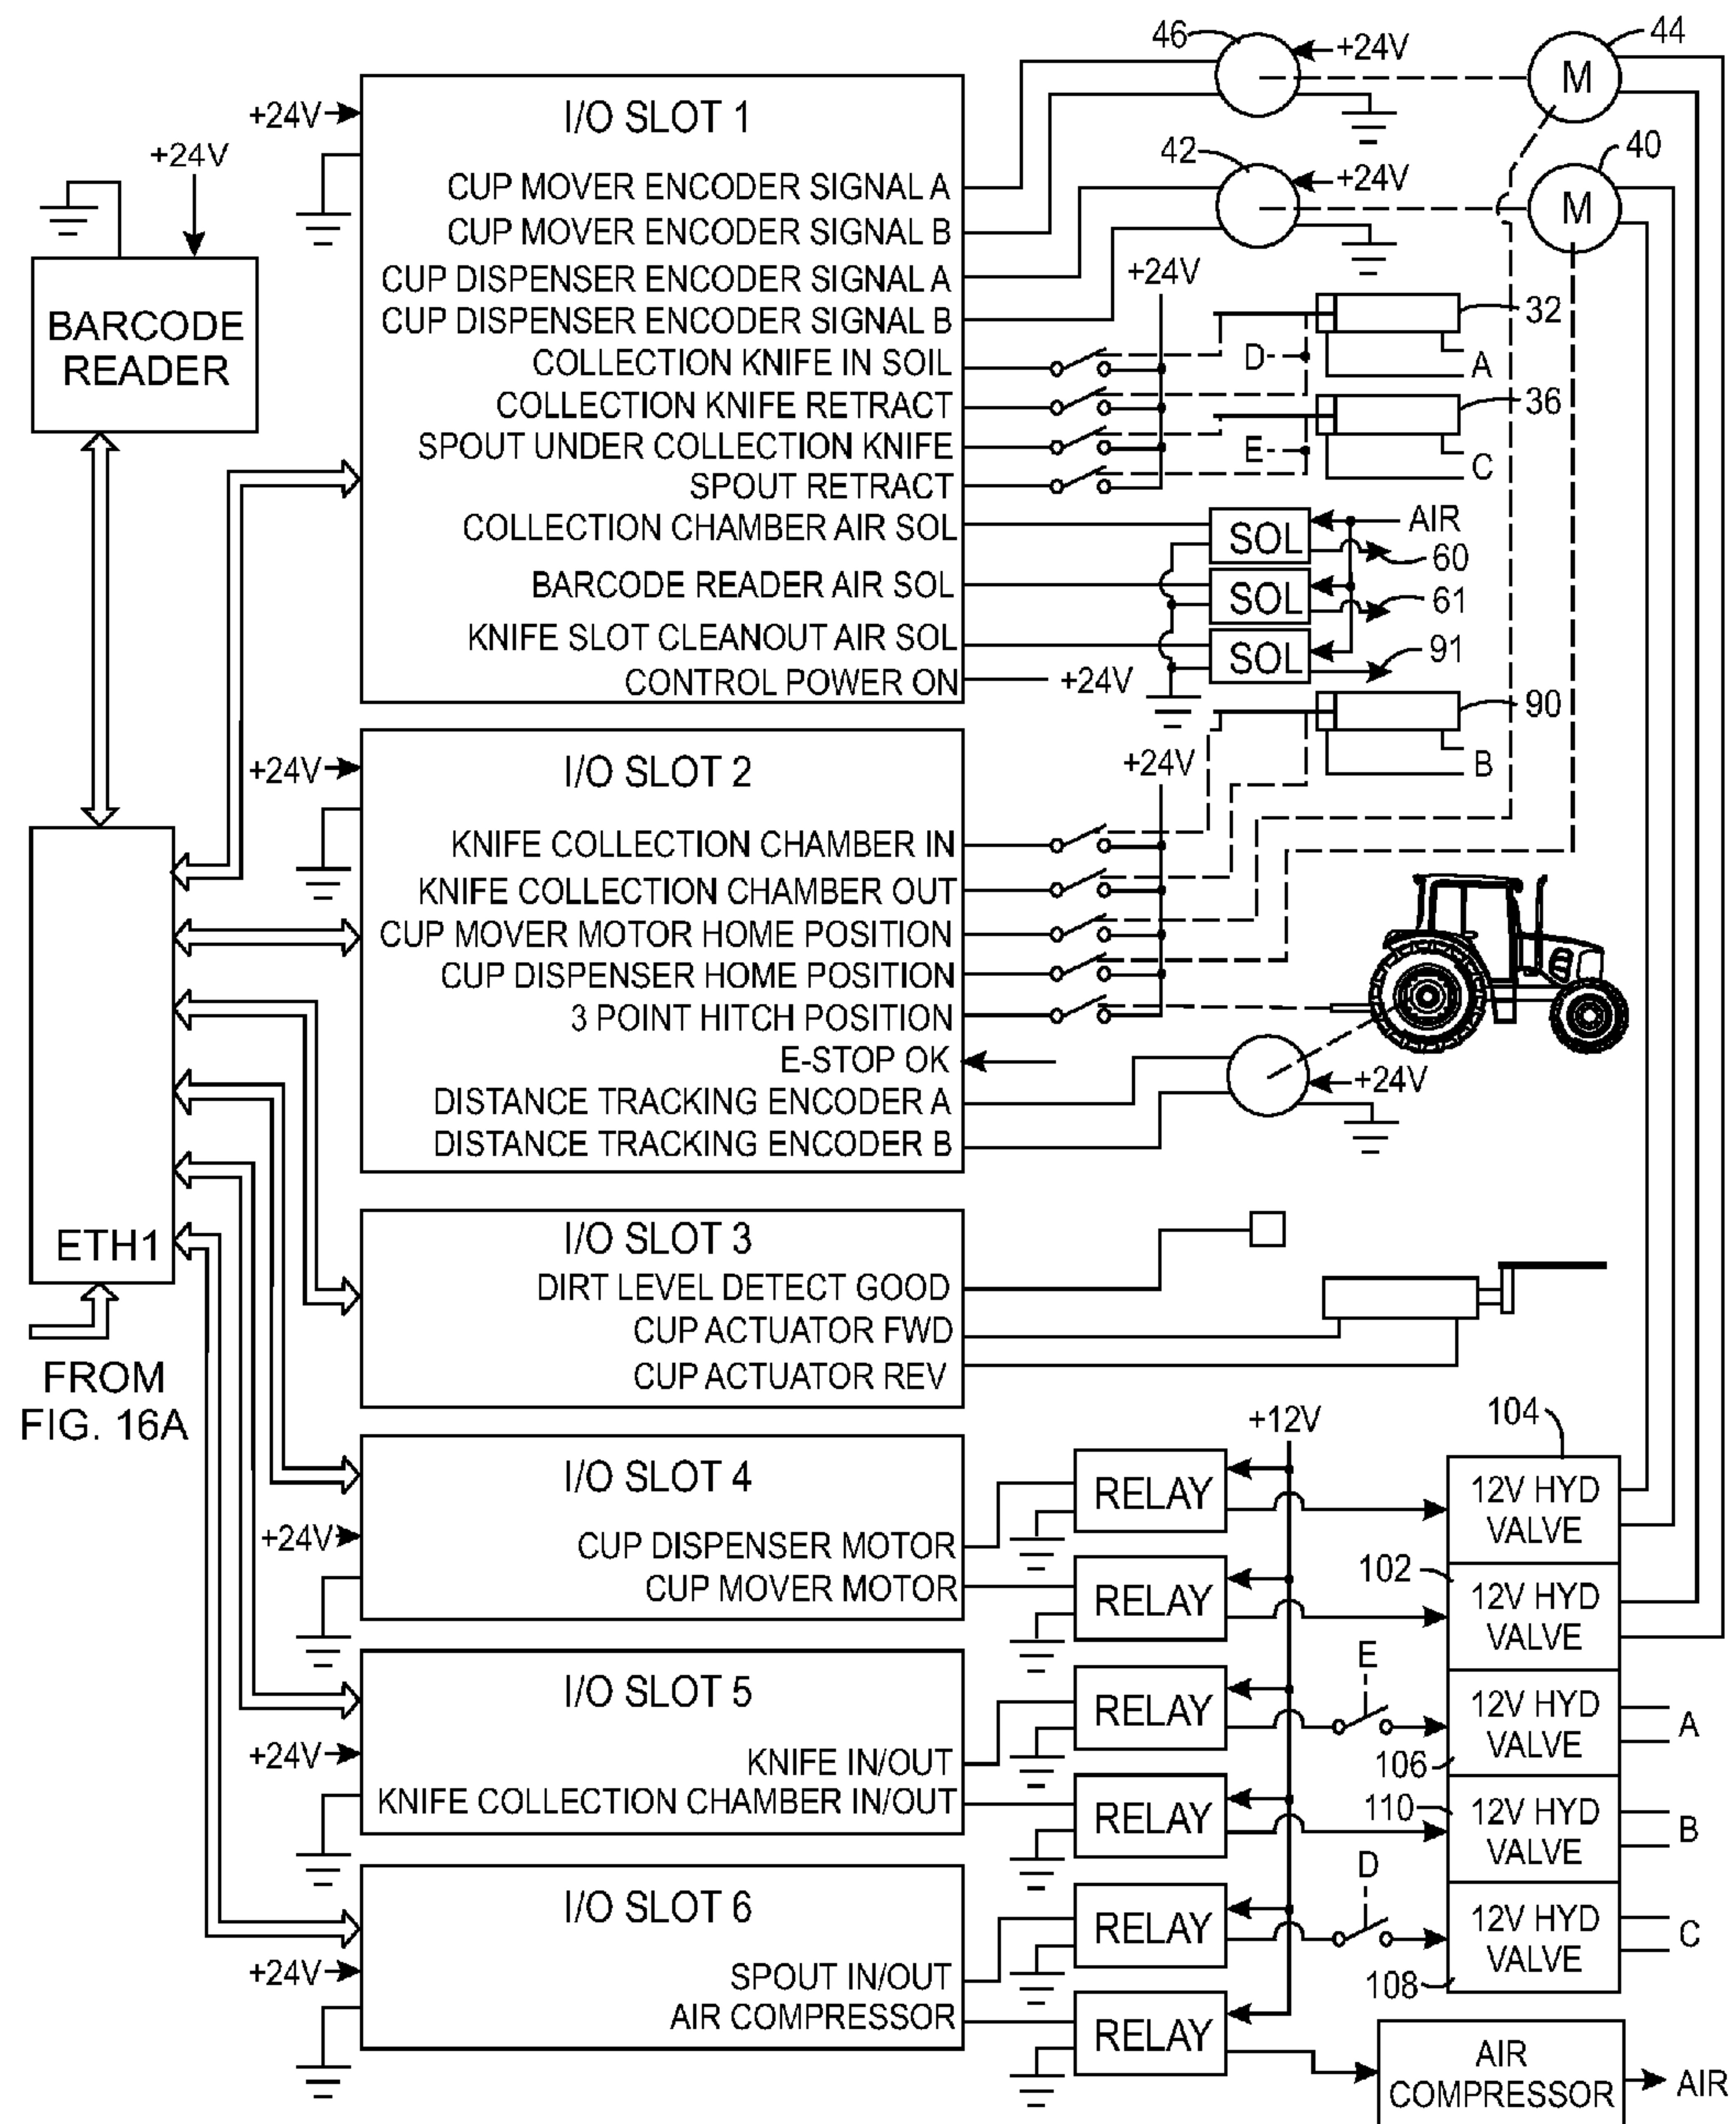 46
+24V
44
M
+24V
I/O SLOT 1
CUP MOVER ENCODER SIGNAL A
CUP MOVER ENCODER SIGNAL B
CUP DISPENSER ENCODER SIGNAL A
CUP DISPENSER ENCODER SIGNAL B
COLLECTION KNIFE IN SOIL
COLLECTION KNIFE RETRACT
SPOUT UNDER COLLECTION KNIFE
SPOUT RETRACT
COLLECTION CHAMBER AIR SOL
BARCODE READER AIR SOL
KNIFE SLOT CLEANOUT AIR SOL
CONTROL POWER ON
+24V
42
+24V
40
M
+24V
BARCODE
READER
+24V
32
D
A
36
E
C
SOL
AIR
60
SOL
61
SOL
91
90
B
+24V
+24V
I/O SLOT 2
KNIFE COLLECTION CHAMBER IN
KNIFE COLLECTION CHAMBER OUT
CUP MOVER MOTOR HOME POSITION
CUP DISPENSER HOME POSITION
3 POINT HITCH POSITION
E-STOP OK
DISTANCE TRACKING ENCODER A
DISTANCE TRACKING ENCODER B
+24V
ETH1
FROM
FIG. 16A
I/O SLOT 3
DIRT LEVEL DETECT GOOD
CUP ACTUATOR FWD
CUP ACTUATOR REV
+12V
104
I/O SLOT 4
+24V
CUP DISPENSER MOTOR
CUP MOVER MOTOR
RELAY
12V HYD
VALVE
102
RELAY
12V HYD
VALVE
I/O SLOT 5
+24V
KNIFE IN/OUT
KNIFE COLLECTION CHAMBER IN/OUT
RELAY
E
12V HYD
VALVE
A
106
110
RELAY
12V HYD
VALVE
B
I/O SLOT 6
+24V
SPOUT IN/OUT
AIR COMPRESSOR
RELAY
D
12V HYD
VALVE
C
108
RELAY
AIR
COMPRESSOR
AIR